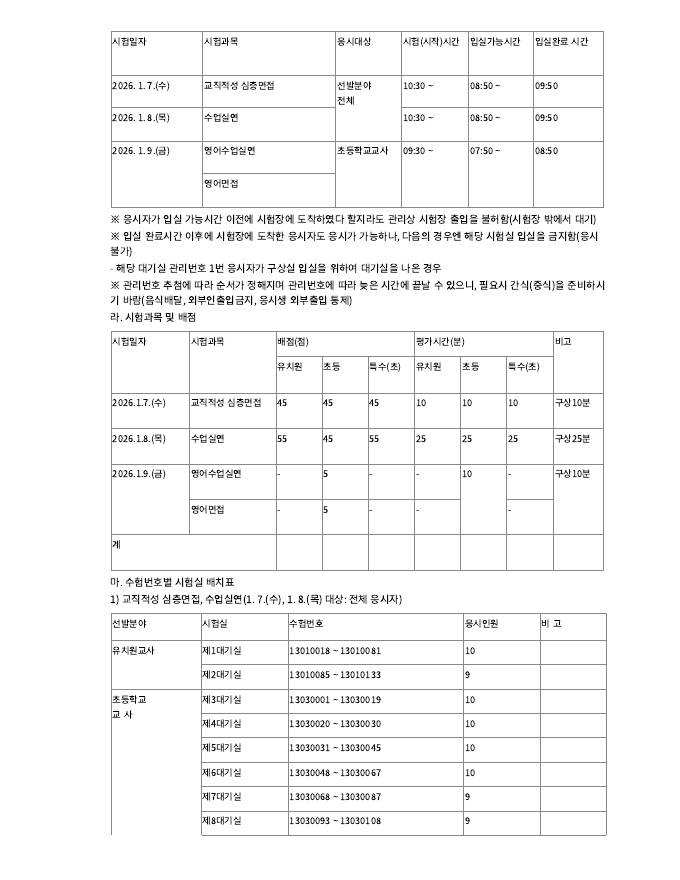 시험일자 시험과목 응시대상 시험(시작)시간 입실가능시간 입실완료 시간
2026. 1. 7.(수) 교직적성 심층면접 선발분야 전체 10:30 ~ 08:50 ~ 09:50
2026. 1. 8.(목) 수업실연 10:30 ~ 08:50 ~ 09:50
2026. 1. 9.(금) 영어수업실연 초등학교교사 09:30 ~ 07:50 ~ 08:50
영어면접
※ 응시자가 입실 가능시간 이전에 시험장에 도착하였다 할지라도 관리상 시험장 출입을 불허함(시험장 밖에서 대기)
※ 입실 완료시간 이후에 시험장에 도착한 응시자도 응시가 가능하나, 다음의 경우엔 해당 시험실 입실을 금지함(응시
불가)
- 해당 대기실 관리번호 1번 응시자가 구상실 입실을 위하여 대기실을 나온 경우
※ 관리번호 추첨에 따라 순서가 정해지며 관리번호에 따라 늦은 시간에 끝날 수 있으니, 필요시 간식(중식)을 준비하시
기 바람(음식배달, 외부인출입금지, 응시생 외부출입 통제)
라. 시험과목 및 배점
시험일자 시험과목 배점(점) 평가시간(분) 비고
유치원 초등 특수(초) 유치원 초등 특수(초)
2026.1.7.(수) 교직적성 심층면접 45 45 45 10 10 10 구상10분
2026.1.8.(목) 수업실연 55 45 55 25 25 25 구상25분
2026.1.9.(금) 영어수업실연 - 5 - - 10 - 구상10분
영어면접 - 5 - - -
계
마. 수험번호별 시험실 배치표
1) 교직적성 심층면접, 수업실연(1. 7.(수), 1. 8.(목) 대상: 전체 응시자)
선발분야 시험실 수험번호 응시인원 비 고
유치원교사 제1대기실 13010018 ~ 13010081 10
제2대기실 13010085 ~ 13010133 9
초등학교 교 사 제3대기실 13030001 ~ 13030019 10
제4대기실 13030020 ~ 13030030 10
제5대기실 13030031 ~ 13030045 10
제6대기실 13030048 ~ 13030067 10
제7대기실 13030068 ~ 13030087 9
제8대기실 13030093 ~ 13030108 9